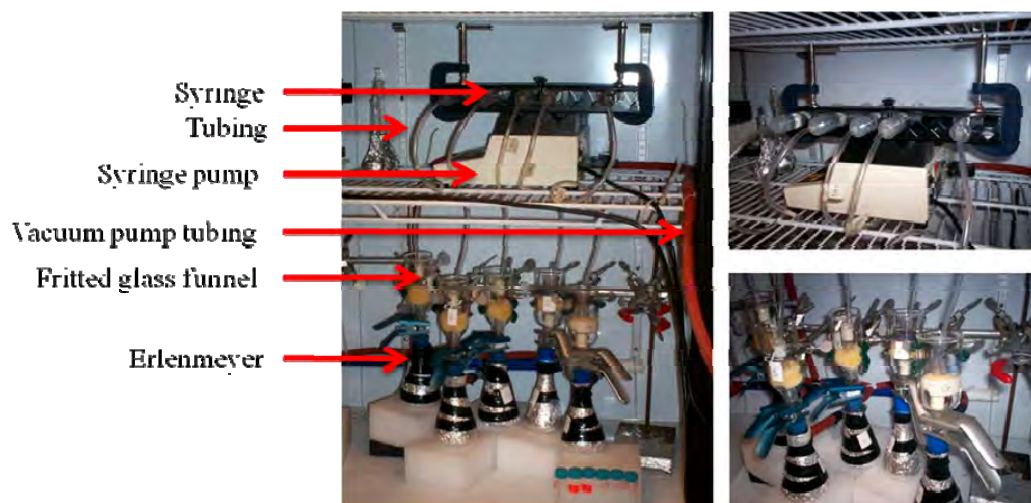 Syringe
Tubing
Syringe pump
Vacuum pump tubing
Fritted glass funnel
Erlenmeyer